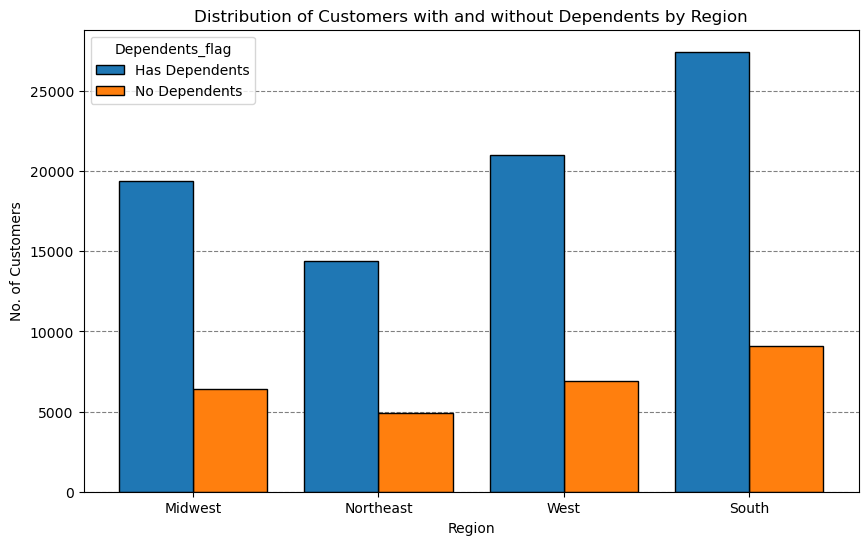 Distribution of Customers with and without Dependents by Region
Dependents_flag
Has Dependents
No Dependents
25000
20000
15000
10000
5000
0
No. of Customers
Midwest
Northeast
West
South
Region